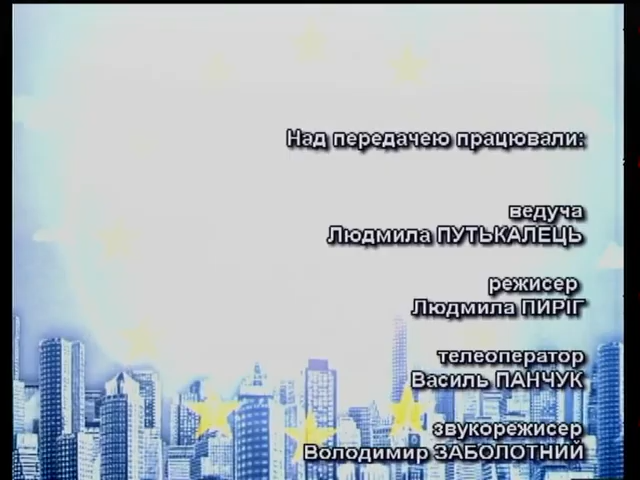 Над передачею працювали:
ведуча
Людмила ПУТЬКАЛЕЦЬ
режисер
Людмила ПИРІГ
телеоператор
Василь ПАНЧУК
звукорежисер
Володимир ЗАБОЛОТНИЙ